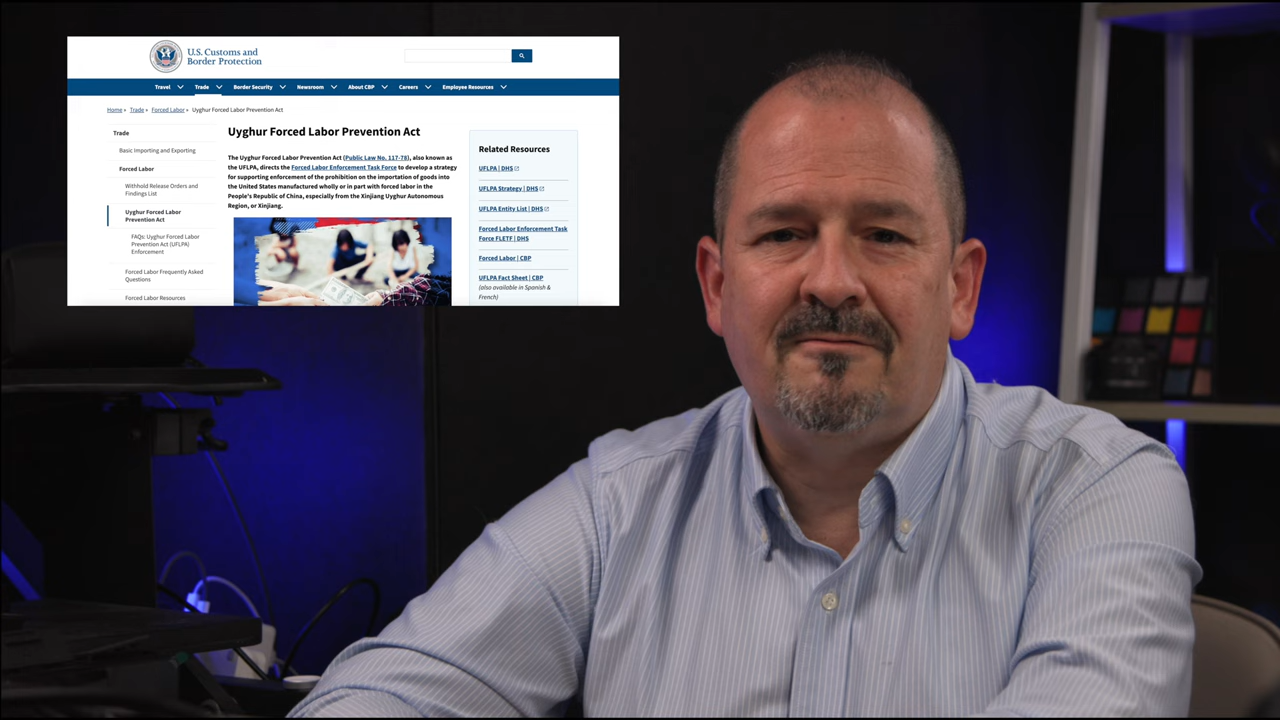 U.S. Customs and
Border Protection
Travel Trade Border Security Newsroom About CBP Careers Employee Resources
Home » Trade » Forced Labor » Uyghur Forced Labor Prevention Act
Trade
Basic Importing and Exporting
Forced Labor
Withhold Release Orders and
Findings List
Uyghur Forced Labor
Prevention Act
FAQs: Uyghur Forced Labor
Prevention Act (UFLPA)
Enforcement
Forced Labor Frequently Asked
Questions
Forced Labor Resources
Uyghur Forced Labor Prevention Act
The Uyghur Forced Labor Prevention Act (Public Law No. 117-78), also known as
the UFLPA, directs the Forced Labor Enforcement Task Force to develop a strategy
for supporting enforcement of the prohibition on the importation of goods into
the United States manufactured wholly or in part with forced labor in the
People's Republic of China, especially from the Xinjiang Uyghur Autonomous
Region, or Xinjiang.
Related Resources
UFLPA | DHS
UFLPA Strategy | DHS
UFLPA Entity List | DHS
Forced Labor Enforcement Task
Force FLETF | DHS
Forced Labor | CBP
UFLPA Fact Sheet | CBP
(also available in Spanish &
French)